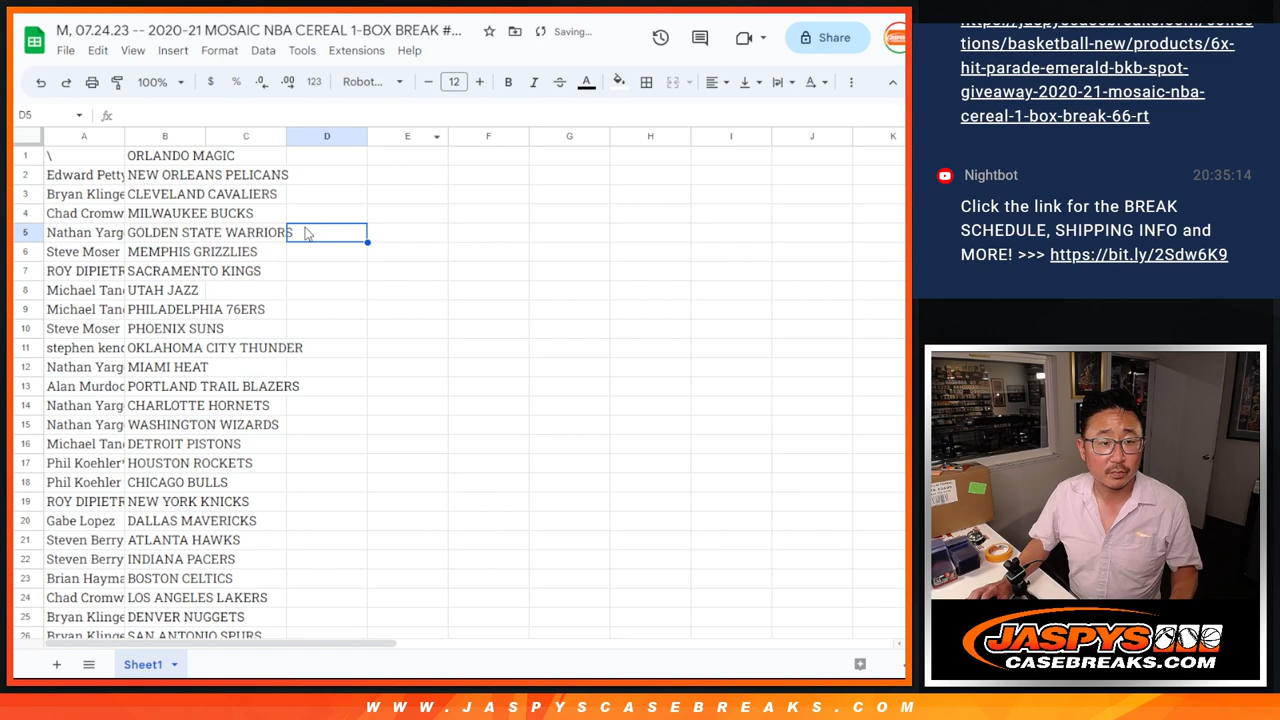 M, 07.24.23 -- 2020-21 MOSAIC NBA CEREAL 1-BOX BREAK #...
Saving...
Share
File Edit View Insert Format Data Tools Extensions Help
100% $ % .0 .00 123 Robot... 12 B I A
D5 fx
A B C D E F G H I J K
1 \ ORLANDO MAGIC
2 Edward Petty NEW ORLEANS PELICANS
3 Bryan Klinge CLEVELAND CAVALIERS
4 Chad Cromw MILWAUKEE BUCKS
5 Nathan Yarg GOLDEN STATE WARRIORS
6 Steve Moser MEMPHIS GRIZZLIES
7 ROY DIPIETR SACRAMENTO KINGS
8 Michael Tan UTAH JAZZ
9 Michael Tan PHILADELPHIA 76ERS
10 Steve Moser PHOENIX SUNS
11 stephen kend OKLAHOMA CITY THUNDER
12 Nathan Yarg MIAMI HEAT
13 Alan Murdoc PORTLAND TRAIL BLAZERS
14 Nathan Yarg CHARLOTTE HORNETS
15 Nathan Yarg WASHINGTON WIZARDS
16 Michael Tan DETROIT PISTONS
17 Phil Koehler* HOUSTON ROCKETS
18 Phil Koehler CHICAGO BULLS
19 ROY DIPIETR NEW YORK KNICKS
20 Gabe Lopez DALLAS MAVERICKS
21 Steven Berry ATLANTA HAWKS
22 Steven Berry INDIANA PACERS
23 Brian Hayma BOSTON CELTICS
24 Chad Cromw LOS ANGELES LAKERS
25 Bryan Klinge DENVER NUGGETS
26 Bryan Klinge SAN ANTONIO SPURS
Sheet1
tions/basketball-new/products/6x-
hit-parade-emerald-bkb-spot-
giveaway-2020-21-mosaic-nba-
cereal-1-box-break-66-rt
Nightbot 20:35:14
Click the link for the BREAK
SCHEDULE, SHIPPING INFO and
MORE! >>> https://bit.ly/2Sdw6K9
JASPYS
CASEBREAKS.COM
WWW.JASPYSCASEBREAKS.COM